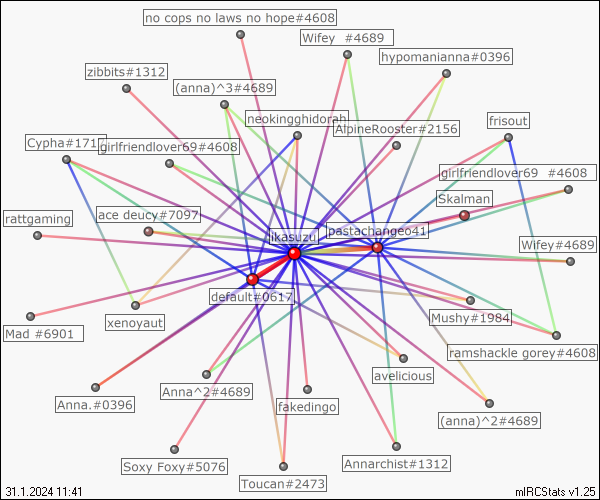 no cops no laws no hope#4608
Wifey #4689
hypomanianna#0396
zibbits#1312
(anna)^3#4689
neokingghidorah
AlpineRooster#2156
frisout
Cypha#171
girlfriendlover69#4608
girlfriendlover69 #4608
Skalman
rattgaming
ace deucy#7097
ikasuzu
pastachangeo41
Wifey#4689
default#0617
xenoyaut
Mushy#1984
Mad #6901
ramshackle gorey#4608
avelicious
Anna.#0396
Anna^2#4689
fakedingo
(anna)^2#4689
Soxy Foxy#5076
Annarchist#1312
Toucan#2473
31.1.2024 11:41
mIRCStats v1.25